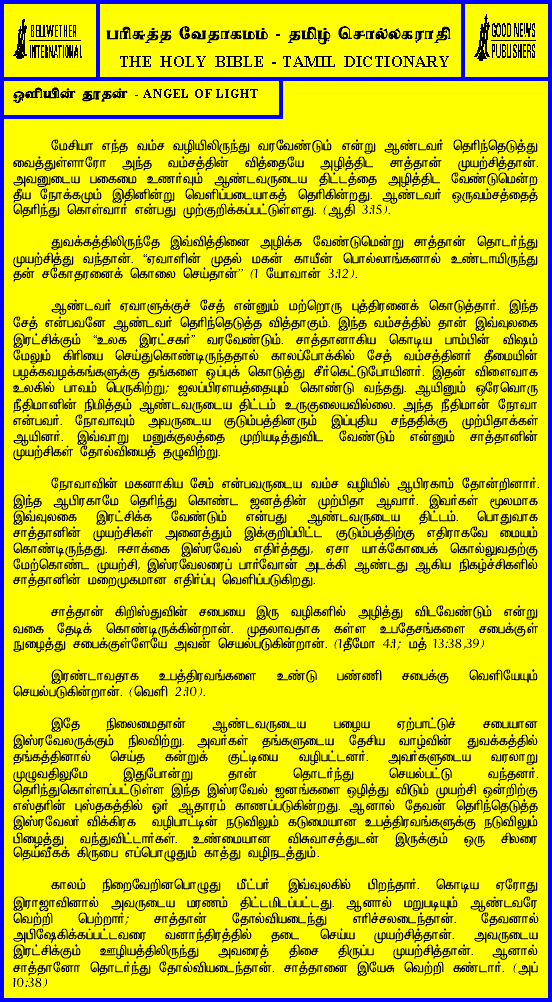 BELLWETHER
INTERNATIONAL
பரிசுத்த வேதாகமம் - தமிழ் சொல்லகராதி
THE HOLY BIBLE - TAMIL DICTIONARY
GOOD NEWS
PUBLISHERS
ஒளியின் தூதன் - ANGEL OF LIGHT
மேசியா எந்த வம்ச வழியிலிருந்து வரவேண்டும் என்று ஆண்டவர் தெரிந்தெடுத்து
வைத்துள்ளாரோ அந்த வம்சத்தின் வித்தையே அழித்திட சாத்தான் முயற்சித்தான்.
அவனுடைய பகைமை உணர்வும் ஆண்டவருடைய திட்டத்தை அழித்திட வேண்டுமென்ற
தீய நோக்கமும் இதினின்று வெளிப்படையாகத் தெரிகின்றது. ஆண்டவர் ஒருவம்சத்தைத்
தெரிந்து கொள்வார் என்பது முற்குறிக்கப்பட்டுள்ளது. (ஆதி 3:15).
துவக்கத்திலிருந்தே இவ்வித்தினை அழிக்க வேண்டுமென்று சாத்தான் தொடர்ந்து
முயற்சித்து வந்தான். “ஏவாளின் முதல் மகன் காயீன் பொல்லாங்கனால் உண்டாயிருந்து
தன் சகோதரனைக் கொலை செய்தான்” (1 யோவான் 3:12).
ஆண்டவர் ஏவாளுக்குச் சேத் என்னும் மற்றொரு புத்திரனைக் கொடுத்தார். இந்த
சேத் என்பவனே ஆண்டவர் தெரிந்தெடுத்த வித்தாகும். இந்த வம்சத்தில் தான் இவ்வுலகை
இரட்சிக்கும் “உலக இரட்சகர்” வரவேண்டும். சாத்தானாகிய கொடிய பாம்பின் விஷம்
மேலும் கிரியை செய்துகொண்டிருந்ததால் காலப்போக்கில் சேத் வம்சத்தினர் தீமையின்
பழக்கவழக்கங்களுக்கு தங்களை ஒப்புக் கொடுத்து சீர்கெட்டுபோயினர். இதன் விளைவாக
உலகில் பாவம் பெருகிற்று; ஜலப்பிரளயத்தையும் கொண்டு வந்தது. ஆயினும் ஒரேவொரு
நீதிமானின் நிமித்தம் ஆண்டவருடைய திட்டம் உருகுலையவில்லை. அந்த நீதிமான் நோவா
என்பவர். நோவாவும் அவருடைய குடும்பத்தினரும் இப்புதிய சந்ததிக்கு முற்பிதாக்கள்
ஆயினர். இவ்வாறு மனுக்குலத்தை முறியடித்துவிட வேண்டும் என்னும் சாத்தானின்
முயற்சிகள் தோல்வியைத் தழுவிற்று.
நோவாவின் மகனாகிய சேம் என்பவருடைய வம்ச வழியில் ஆபிரகாம் தோன்றினார்.
இந்த ஆபிரகாமே தெரிந்து கொண்ட ஜனத்தின் முற்பிதா ஆவார். இவர்கள் மூலமாக
இவ்வுலகை இரட்சிக்க வேண்டும் என்பது ஆண்டவருடைய திட்டம். பொதுவாக
சாத்தானின் முயற்சிகள் அனைத்தும் இக்குறிப்பிட்ட குடும்பத்திற்கு எதிராகவே மையம்
கொண்டிருந்தது. ஈசாக்கை இஸ்ரவேல் எதிர்த்தது, ஏசா யாக்கோபைக் கொல்லுவதற்கு
மேற்கொண்ட முயற்சி, இஸ்ரவேலரைப் பார்வோன் அடக்கி ஆண்டது ஆகிய நிகழ்ச்சிகளில்
சாத்தானின் மறைமுகமான எதிர்ப்பு வெளிப்படுகிறது.
சாத்தான் கிறிஸ்துவின் சபையை இரு வழிகளில் அழித்து விடவேண்டும் என்று
வகை தேடிக் கொண்டிருக்கின்றான். முதலாவதாக கள்ள உபதேசங்களை சபைக்குள்
நுழைத்து சபைக்குள்ளேயே அவன் செயல்படுகின்றான். (1தீமோ 4:1; மத் 13:38,39)
இரண்டாவதாக உபத்திரவங்களை உண்டு பண்ணி சபைக்கு வெளியேயும்
செயல்படுகின்றான். (வெளி 2:10).
இதே நிலைமைதான் ஆண்டவருடைய பழைய ஏற்பாட்டுச் சபையான
இஸ்ரவேலருக்கும் நிலவிற்று. அவர்கள் தங்களுடைய தேசிய வாழ்வின் துவக்கத்தில்
தங்கத்தினால் செய்த கன்றுக் குட்டியை வழிபட்டனர். அவர்களுடைய வரலாறு
முழுவதிலுமே இதுபோன்று தான் தொடர்ந்து செயல்பட்டு வந்தனர்.
தெரிந்துகொள்ளப்பட்டுள்ள இந்த இஸ்ரவேல் ஜனங்களை ஒழித்து விடும் முயற்சி ஒன்றிற்கு
எஸ்தரின் புஸ்தகத்தில் ஓர் ஆதாரம் காணப்படுகின்றது. ஆனால் தேவன் தெரிந்தெடுத்த
இஸ்ரவேலர் விக்கிரக வழிபாட்டின் நடுவிலும் கடுமையான உபத்திரவங்களுக்கு நடுவிலும்
பிழைத்து வந்துவிட்டார்கள். உண்மையான விசுவாசத்துடன் இருக்கும் ஒரு சிலரை
தெய்வீகக் கிருபை எப்பொழுதும் காத்து வழிநடத்தும்.
காலம் நிறைவேறினபொழுது மீட்பர் இவ்வுலகில் பிறந்தார். கொடிய ஏரோது
இராஜாவினால் அவருடைய மரணம் திட்டமிடப்பட்டது. ஆனால் மறுபடியும் ஆண்டவரே
வெற்றி பெற்றார்; சாத்தான் தோல்வியடைந்து எரிச்சலடைந்தான். தேவனால்
அபிஷேகிக்கப்பட்டவரை வனாந்திரத்தில் தடை செய்ய முயற்சித்தான். அவருடைய
இரட்சிக்கும் ஊழியத்திலிருந்து அவரைத் திசை திருப்ப முயற்சித்தான். ஆனால்
சாத்தானோ தொடர்ந்து தோல்வியடைந்தான். சாத்தானை இயேசு வெற்றி கண்டார். (அப்
10:38)